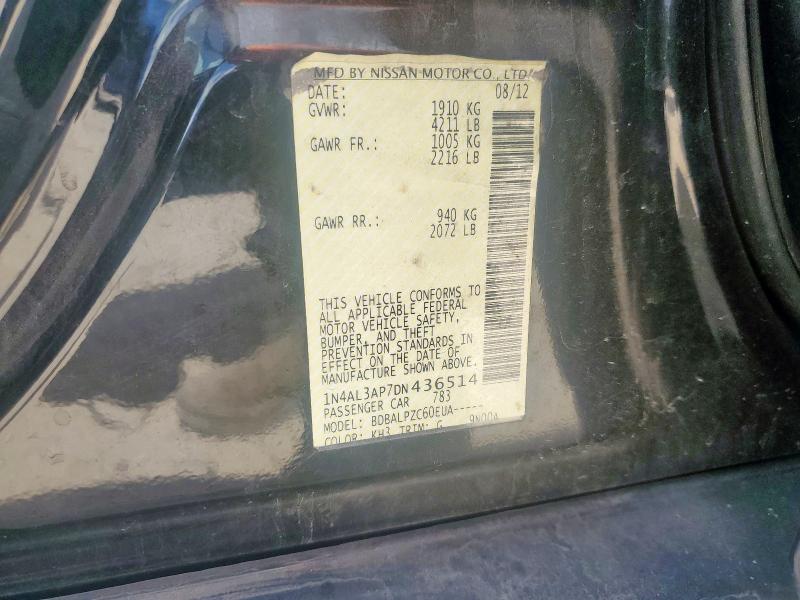 MFD BY NISSAN MOTOR CO., LTD.
DATE: 08/12
GVWR: 1910 KG
4211 LB
GAWR FR.: 1005 KG
2216 LB
GAWR RR.: 940 KG
2072 LB
THIS VEHICLE CONFORMS TO
ALL APPLICABLE FEDERAL
MOTOR VEHICLE SAFETY,
BUMPER, AND THEFT
PREVENTION STANDARDS IN
EFFECT ON THE DATE OF
MANUFACTURE SHOWN ABOVE.
1N4AL3AP7DN436514
PASSENGER CAR 783
MODEL: BDBALPZC60EUA-----
COLOR: KH3 TRIM: G